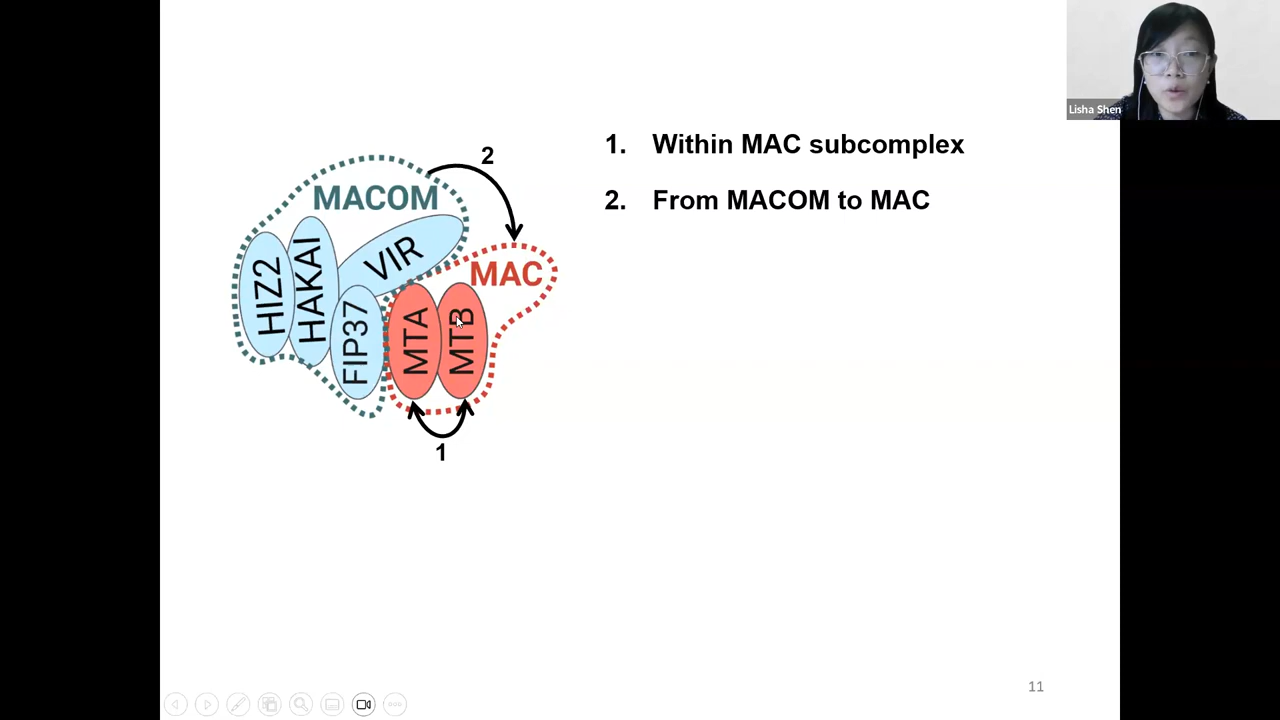 Lisha Shen
1. Within MAC subcomplex
2. From MACOM to MAC
2
MACOM
MAC
HIZ2
HAKAI
VIR
FIP37
MTA
MTB
1
11